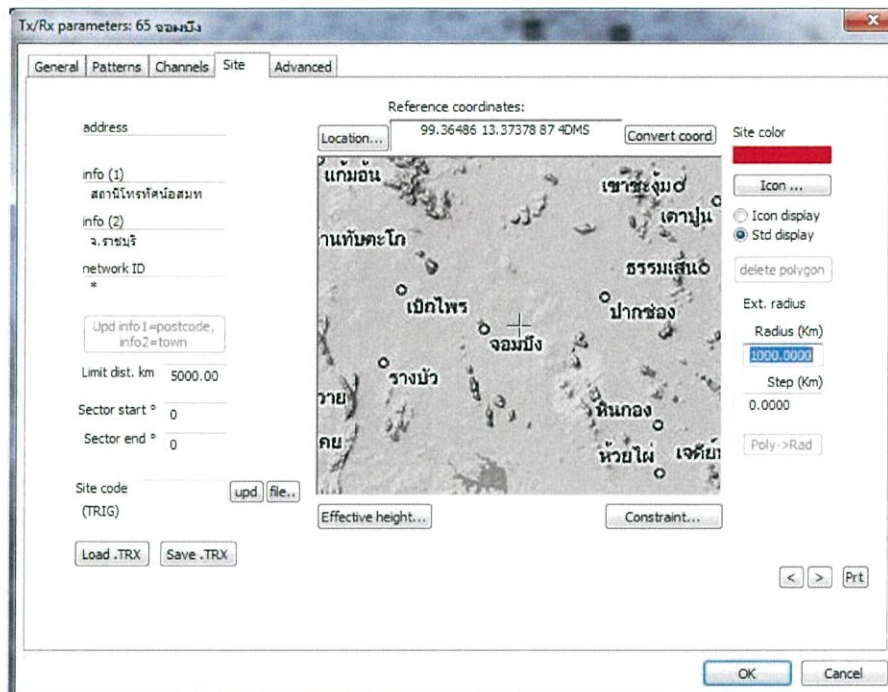 Tx/Rx parameters: 65 จอมบึง
General Patterns Channels Site Advanced
Reference coordinates:
address
Location... 99.36486 13.37378 87 4DMS Convert coord
Site color
info (1)
สถานีโทรทัศน์อสมท
info (2)
จ.ราชบุรี
network ID
*
Upd info1=postcode,
info2=town
Limit dist. km 5000.00
Sector start ° 0
Sector end ° 0
Site code
(TRIG)
upd file..
Load .TRX Save .TRX
แก้มอ้น
เขาชะงุ้ม
เตาปูน
านทับตะโก
ธรรมเสน
เบิกไพร
ปากช่อง
จอมบึง
รางบัว
วาย
หินกอง
คย
ห้วยไผ่
เจดีย์
Effective height... Constraint...
Icon ...
Icon display
Std display
delete polygon
Ext. radius
Radius (Km)
1000.0000
Step (Km)
0.0000
Poly->Rad
< > Prt
OK Cancel